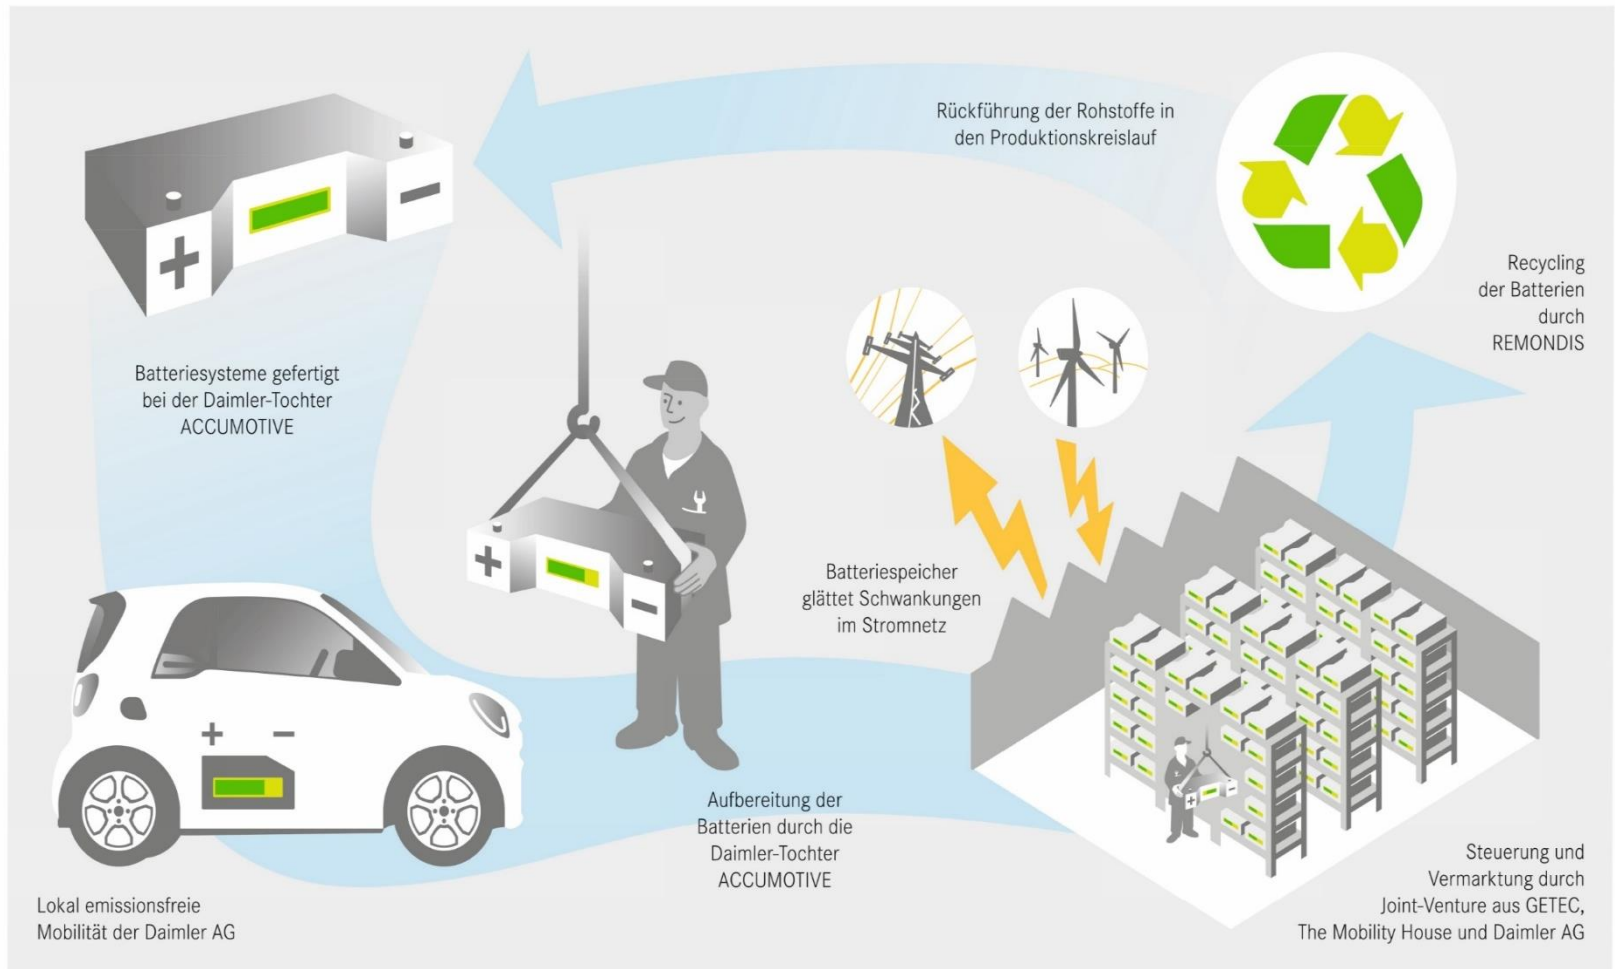 Rückführung der Rohstoffe in
den Produktionskreislauf
Recycling
der Batterien
durch
REMONDIS
Batteriesysteme gefertigt
bei der Daimler-Tochter
ACCUMOTIVE
Batteriespeicher
glättet Schwankungen
im Stromnetz
Aufbereitung der
Batterien durch die
Daimler-Tochter
ACCUMOTIVE
Steuerung und
Vermarktung durch
Joint-Venture aus GETEC,
The Mobility House und Daimler AG
Lokal emissionsfreie
Mobilität der Daimler AG